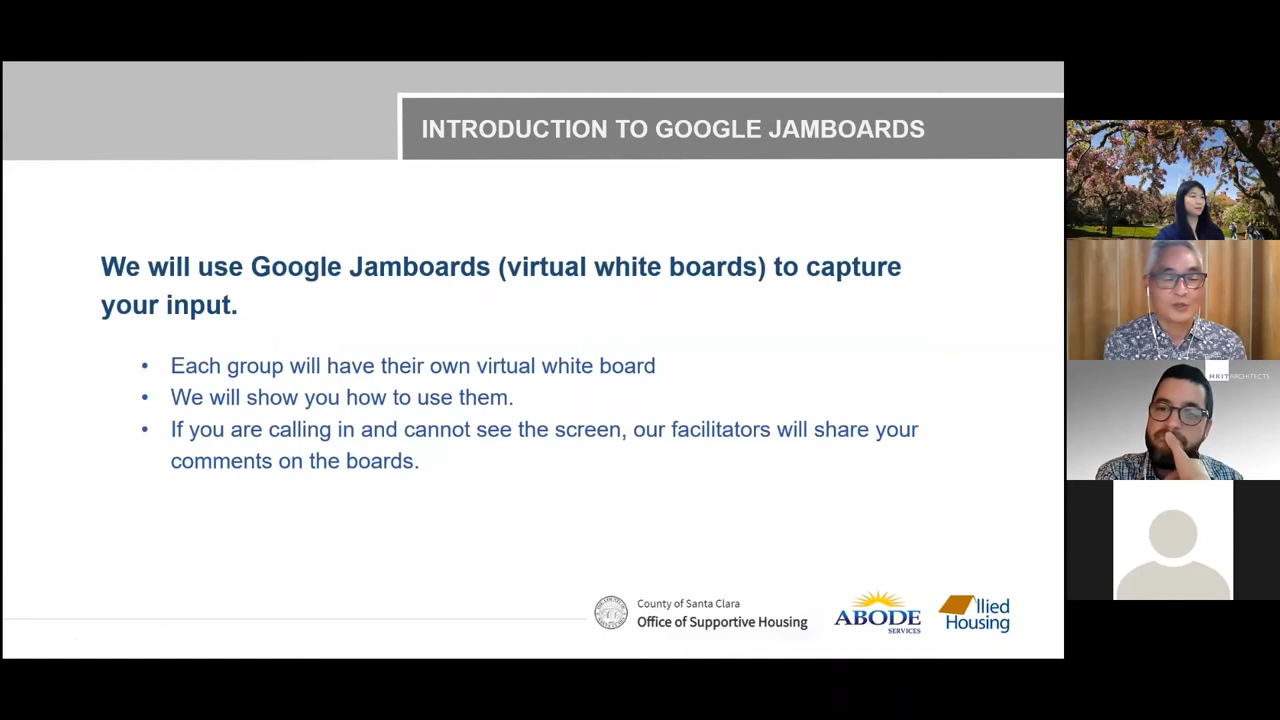 INTRODUCTION TO GOOGLE JAMBOARDS
We will use Google Jamboards (virtual white boards) to capture
your input.
• Each group will have their own virtual white board
• We will show you how to use them.
• If you are calling in and cannot see the screen, our facilitators will share your
comments on the boards.
County of Santa Clara
Office of Supportive Housing
ABODE
SERVICES
llied
Housing
HKIT ARCHITECTS